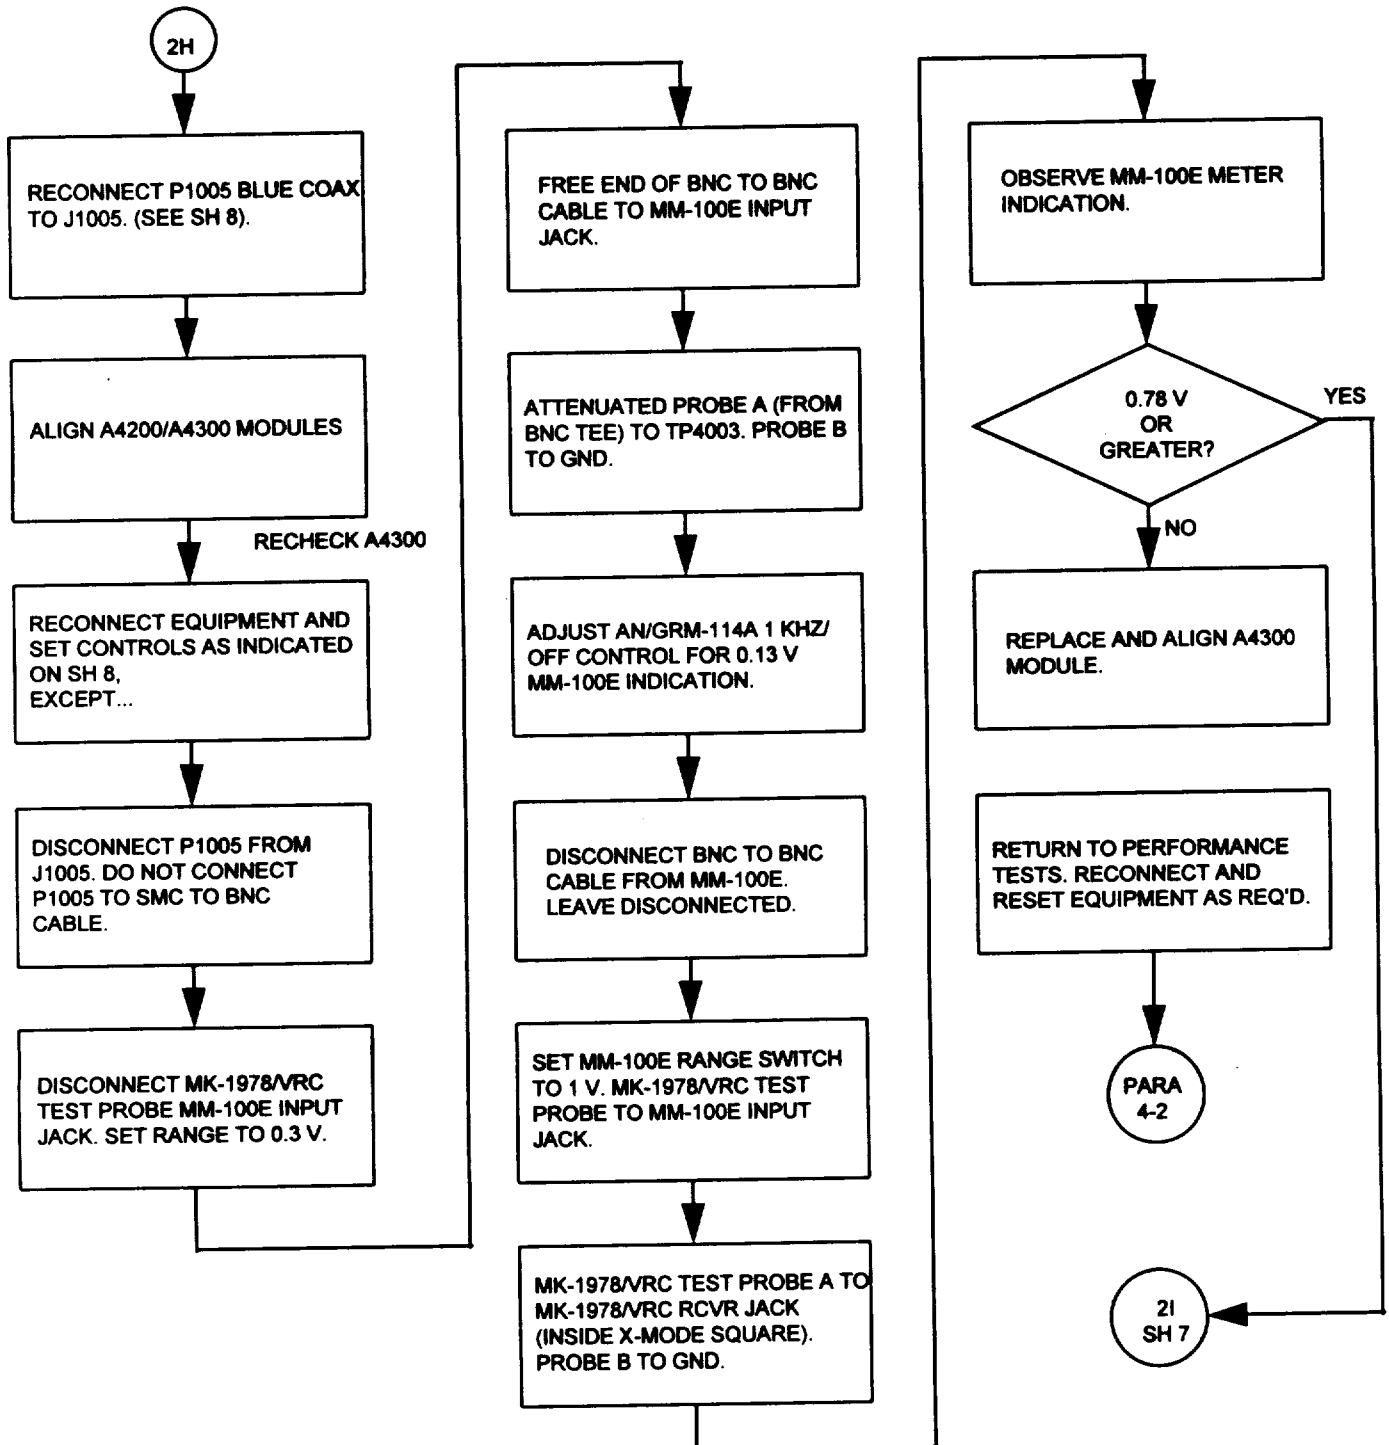 2H
RECONNECT P1005 BLUE COAX
TO J1005. (SEE SH 8).
ALIGN A4200/A4300 MODULES
RECHECK A4300
RECONNECT EQUIPMENT AND
SET CONTROLS AS INDICATED
ON SH 8,
EXCEPT...
DISCONNECT P1005 FROM
J1005. DO NOT CONNECT
P1005 TO SMC TO BNC
CABLE.
DISCONNECT MK-1978/VRC
TEST PROBE MM-100E INPUT
JACK. SET RANGE TO 0.3 V.
FREE END OF BNC TO BNC
CABLE TO MM-100E INPUT
JACK.
ATTENUATED PROBE A (FROM
BNC TEE) TO TP4003. PROBE B
TO GND.
ADJUST AN/GRM-114A 1 KHZ/
OFF CONTROL FOR 0.13 V
MM-100E INDICATION.
DISCONNECT BNC TO BNC
CABLE FROM MM-100E.
LEAVE DISCONNECTED.
SET MM-100E RANGE SWITCH
TO 1 V. MK-1978/VRC TEST
PROBE TO MM-100E INPUT
JACK.
MK-1978/VRC TEST PROBE A TO
MK-1978/VRC RCVR JACK
(INSIDE X-MODE SQUARE).
PROBE B TO GND.
OBSERVE MM-100E METER
INDICATION.
0.78 V
OR
GREATER?
YES
NO
REPLACE AND ALIGN A4300
MODULE.
RETURN TO PERFORMANCE
TESTS. RECONNECT AND
RESET EQUIPMENT AS REQ'D.
PARA
4-2
2I
SH 7